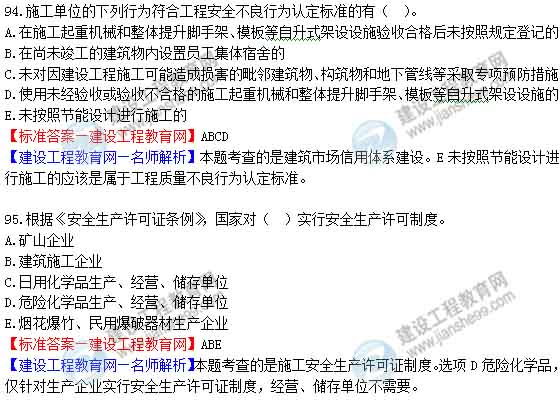 94.施工单位的下列行为符合工程安全不良行为认定标准的有（ ）。
A.在施工起重机械和整体提升脚手架、模板等自升式架设设施验收合格后未按照规定登记的
B.在尚未竣工的建筑物内设置员工集体宿舍的
C.未对因建设工程施工可能造成损害的毗邻建筑物、构筑物和地下管线等采取专项预防措施
D.使用未经验收或验收不合格的施工起重机械和整体提升脚手架、模板等自升式架设设施的
E.未按照节能设计进行施工的
【标准答案—建设工程教育网】ABCD
【建设工程教育网—名师解析】本题考查的是建筑市场信用体系建设。E未按照节能设计进
行施工的应该是属于工程质量不良行为认定标准。
建设工程教育网
www.jianshe99.com
95.根据《安全生产许可证条例》，国家对（ ）实行安全生产许可制度。
A.矿山企业
B.建筑施工企业
C.日用化学品生产、经营、储存单位
D.危险化学品生产、经营、储存单位
E.烟花爆竹、民用爆破器材生产企业
【标准答案—建设工程教育网】ABE
【建设工程教育网—名师解析】本题考查的是施工安全生产许可证制度。选项D危险化学品，
仅针对生产企业实行安全生产许可证制度，经营、储存单位不需要。
建设工程教育网
www.jianshe99.com